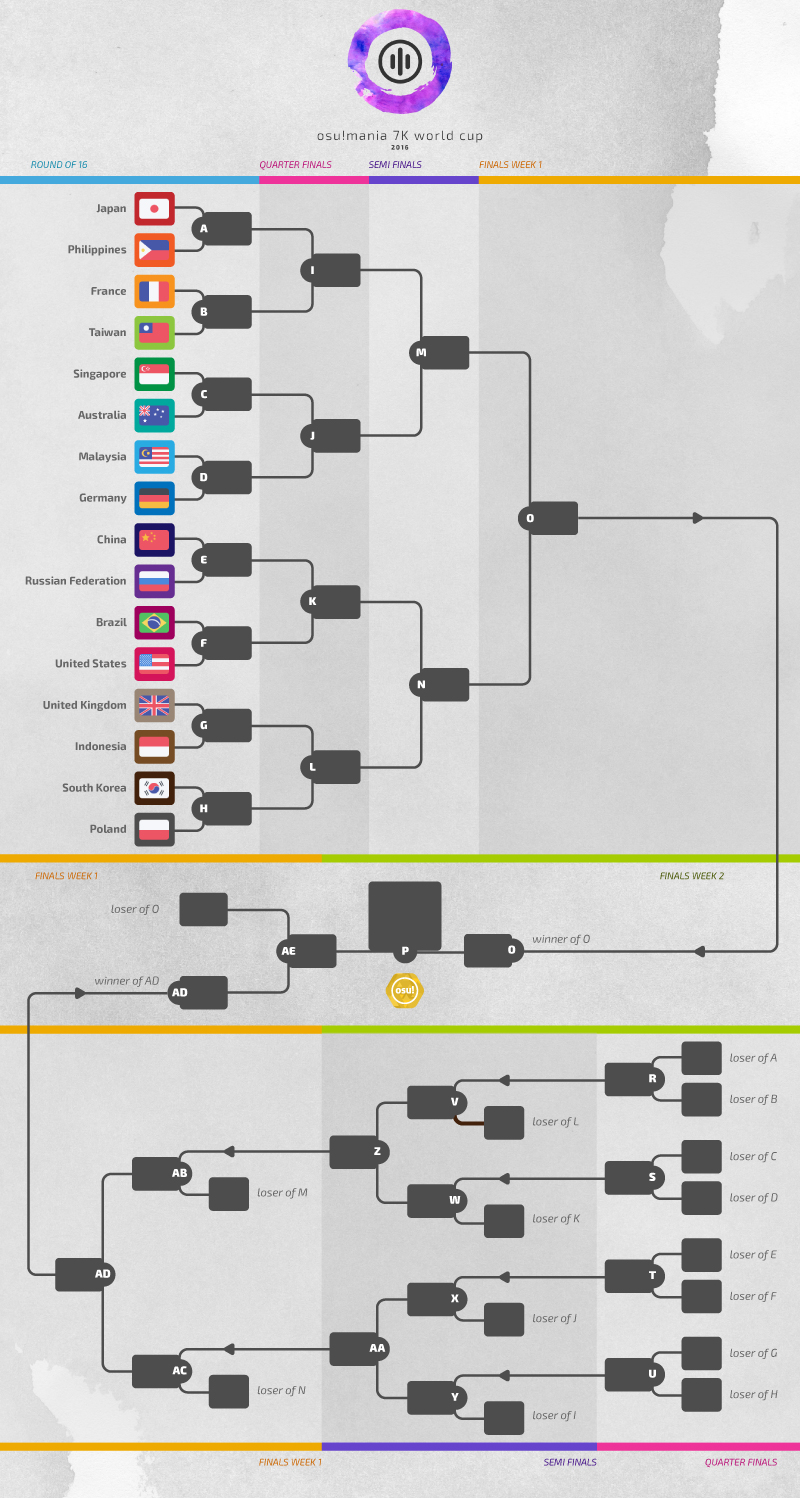 osu!mania 7K world cup
2016
ROUND OF 16
QUARTER FINALS
SEMI FINALS
FINALS WEEK 1
Japan
A
Philippines
I
France
B
Taiwan
M
Singapore
C
Australia
J
Malaysia
D
Germany
O
China
E
Russian Federation
K
Brazil
F
United States
N
United Kingdom
G
Indonesia
L
South Korea
H
Poland
FINALS WEEK 1
FINALS WEEK 2
loser of O
AE
P
O
winner of O
winner of AD
AD
osu!
R
loser of A
loser of B
V
loser of L
Z
S
loser of C
loser of D
W
loser of K
AB
loser of M
AD
T
loser of E
loser of F
X
loser of J
AA
U
loser of G
loser of H
Y
loser of I
AC
loser of N
FINALS WEEK 1
SEMI FINALS
QUARTER FINALS